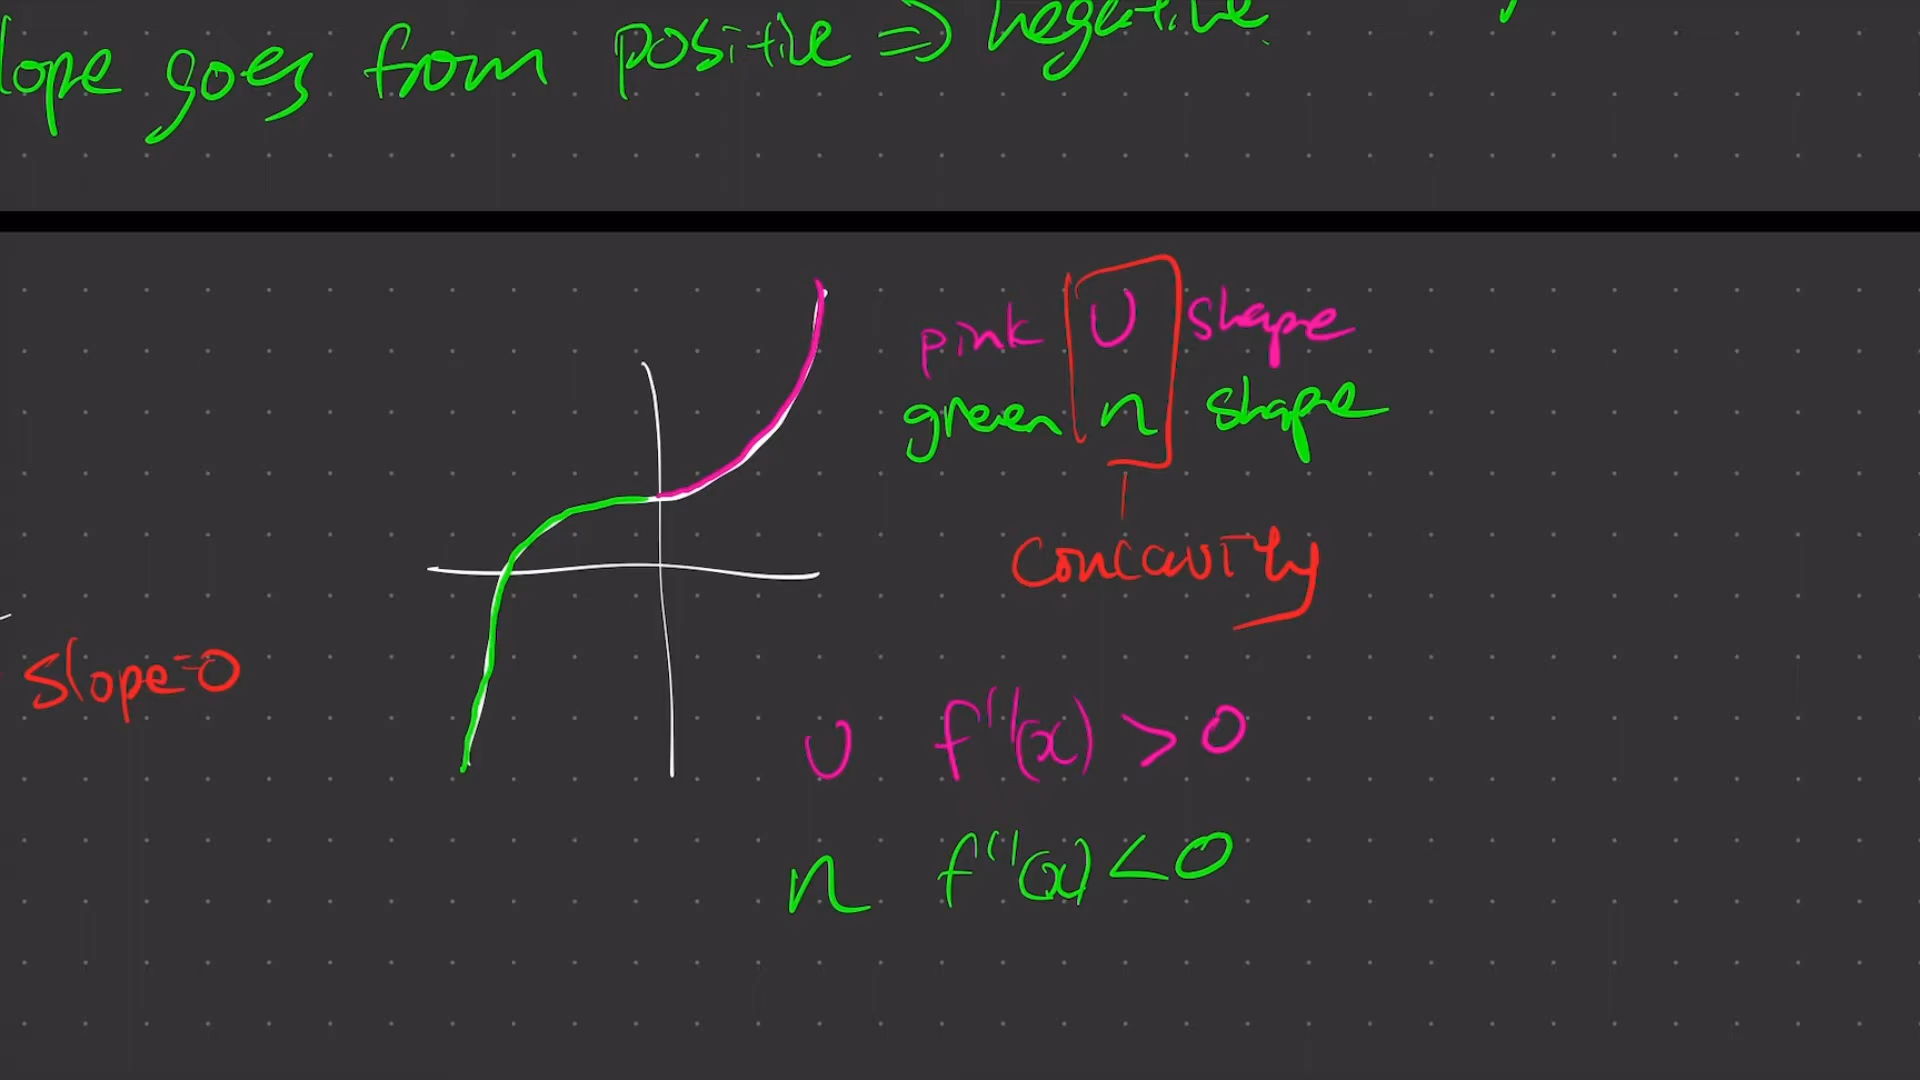 lope goes from positive => negative
pink U shape
green n shape
Concavity
Slope=0
U f''(x) > 0
n f''(x) < 0